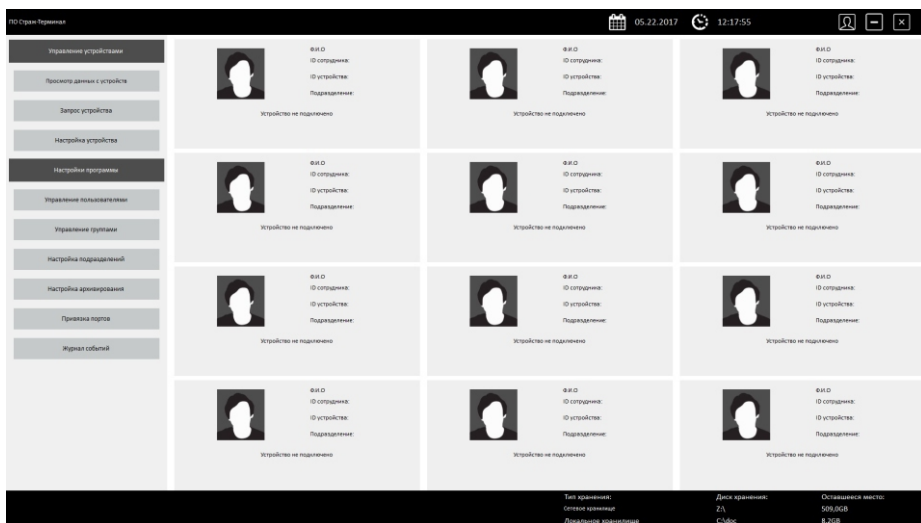 ПО Страж-Терминал
05.22.2017
12:17:55
Управление устройствами
Просмотр данных с устройств
Запрос устройства
Настройка устройства
Настройки программы
Управление пользователями
Управление группами
Настройка подразделений
Настройка архивирования
Привязка портов
Журнал событий
Ф.И.О
ID сотрудника:
ID устройства:
Подразделение:
Устройство не подключено
Ф.И.О
ID сотрудника:
ID устройства:
Подразделение:
Устройство не подключено
Ф.И.О
ID сотрудника:
ID устройства:
Подразделение:
Устройство не подключено
Ф.И.О
ID сотрудника:
ID устройства:
Подразделение:
Устройство не подключено
Ф.И.О
ID сотрудника:
ID устройства:
Подразделение:
Устройство не подключено
Ф.И.О
ID сотрудника:
ID устройства:
Подразделение:
Устройство не подключено
Ф.И.О
ID сотрудника:
ID устройства:
Подразделение:
Устройство не подключено
Ф.И.О
ID сотрудника:
ID устройства:
Подразделение:
Устройство не подключено
Ф.И.О
ID сотрудника:
ID устройства:
Подразделение:
Устройство не подключено
Ф.И.О
ID сотрудника:
ID устройства:
Подразделение:
Устройство не подключено
Ф.И.О
ID сотрудника:
ID устройства:
Подразделение:
Устройство не подключено
Ф.И.О
ID сотрудника:
ID устройства:
Подразделение:
Устройство не подключено
Тип хранения: Диск хранения: Оставшееся место:
Сетевое хранилище Z:\ 509,0GB
Локальное хранилище C:\doc 8,2GB